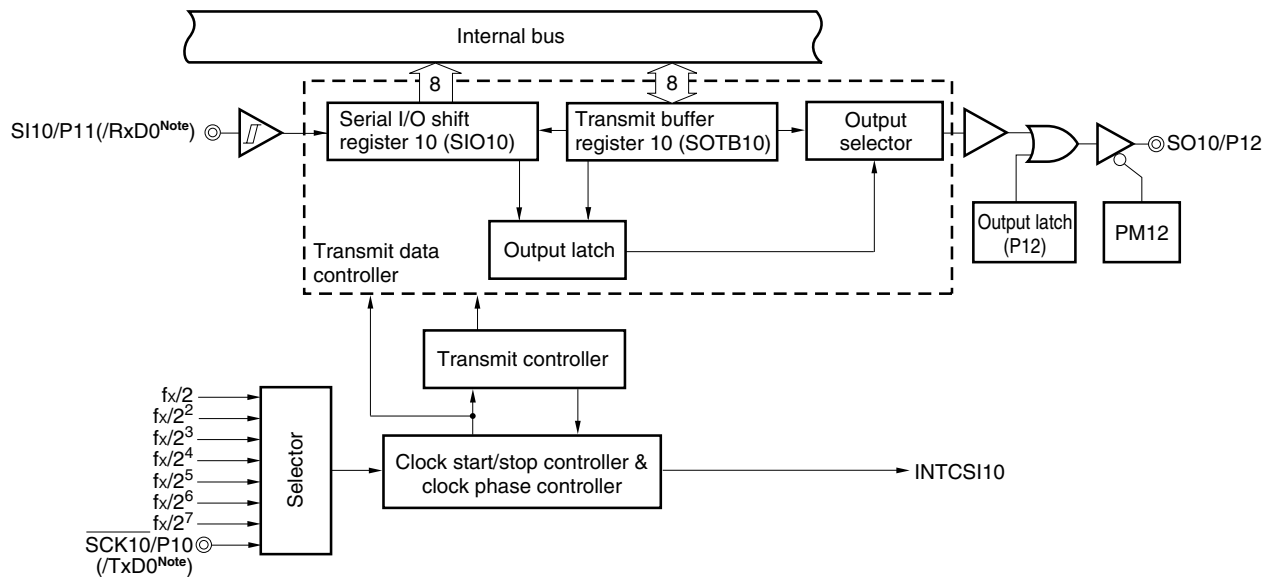 Internal bus
8
8
SI10/P11(/RxD0Note)
Serial I/O shift
register 10 (SIO10)
Transmit buffer
register 10 (SOTB10)
Output
selector
SO10/P12
Output latch
(P12)
PM12
Output latch
Transmit data
controller
Transmit controller
fx/2
fx/2²
fx/2³
fx/2⁴
fx/2⁵
fx/2⁶
fx/2⁷
SCK10/P10
(/TxD0Note)
Selector
Clock start/stop controller &
clock phase controller
INTCSI10